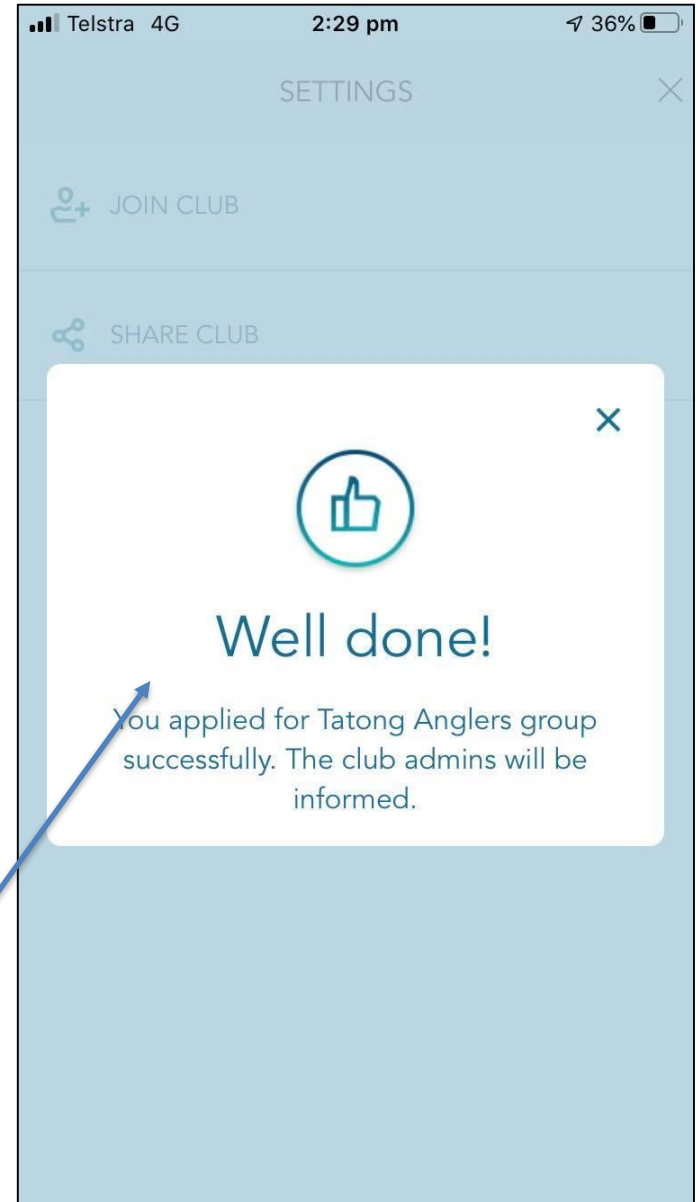 Telstra 4G 2:29 pm 36%
SETTINGS
JOIN CLUB
SHARE CLUB
Well done!
You applied for Tatong Anglers group
successfully. The club admins will be
informed.